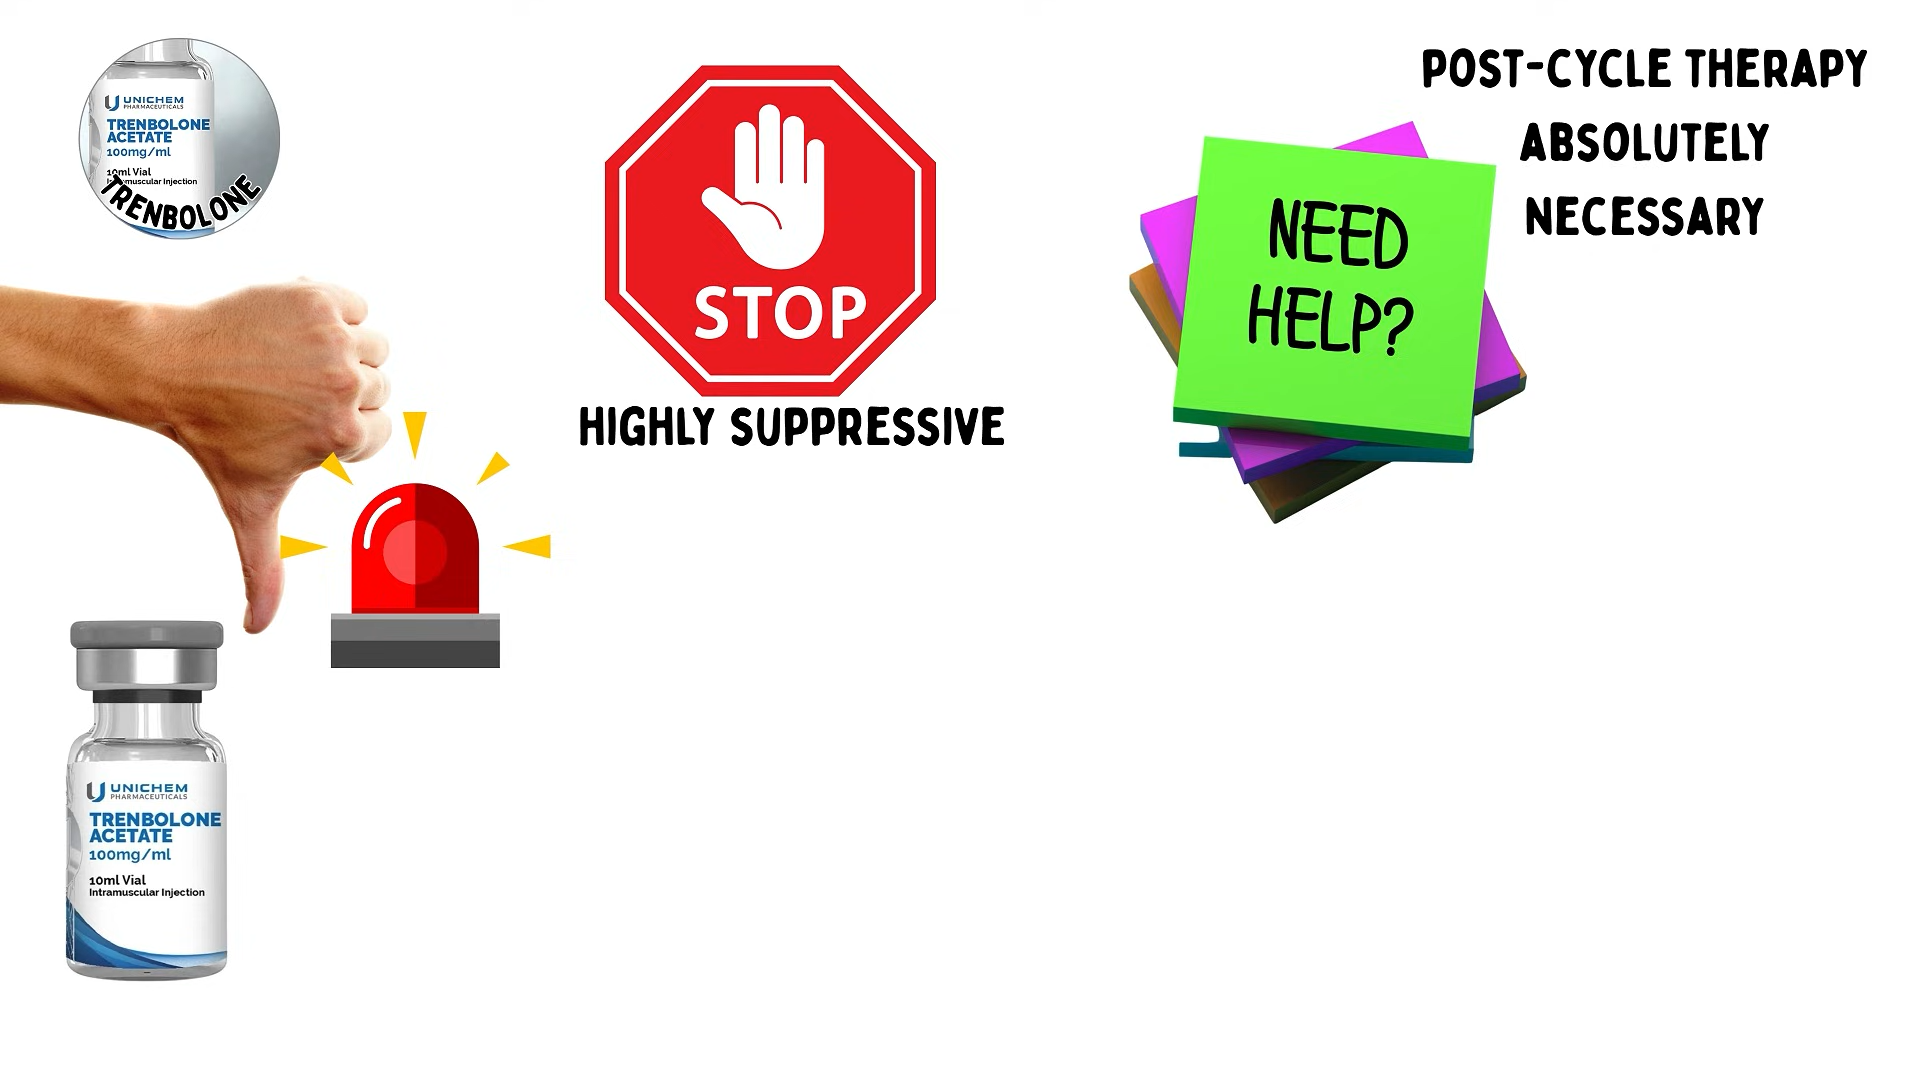 UNICHEM
PHARMACEUTICALS
TRENBOLONE
ACETATE
100mg/ml
10ml Vial
Intramuscular Injection
TRENBOLONE
STOP
HIGHLY SUPPRESSIVE
NEED
HELP?
POST-CYCLE THERAPY
ABSOLUTELY
NECESSARY
UNICHEM
PHARMACEUTICALS
TRENBOLONE
ACETATE
100mg/ml
10ml Vial
Intramuscular Injection